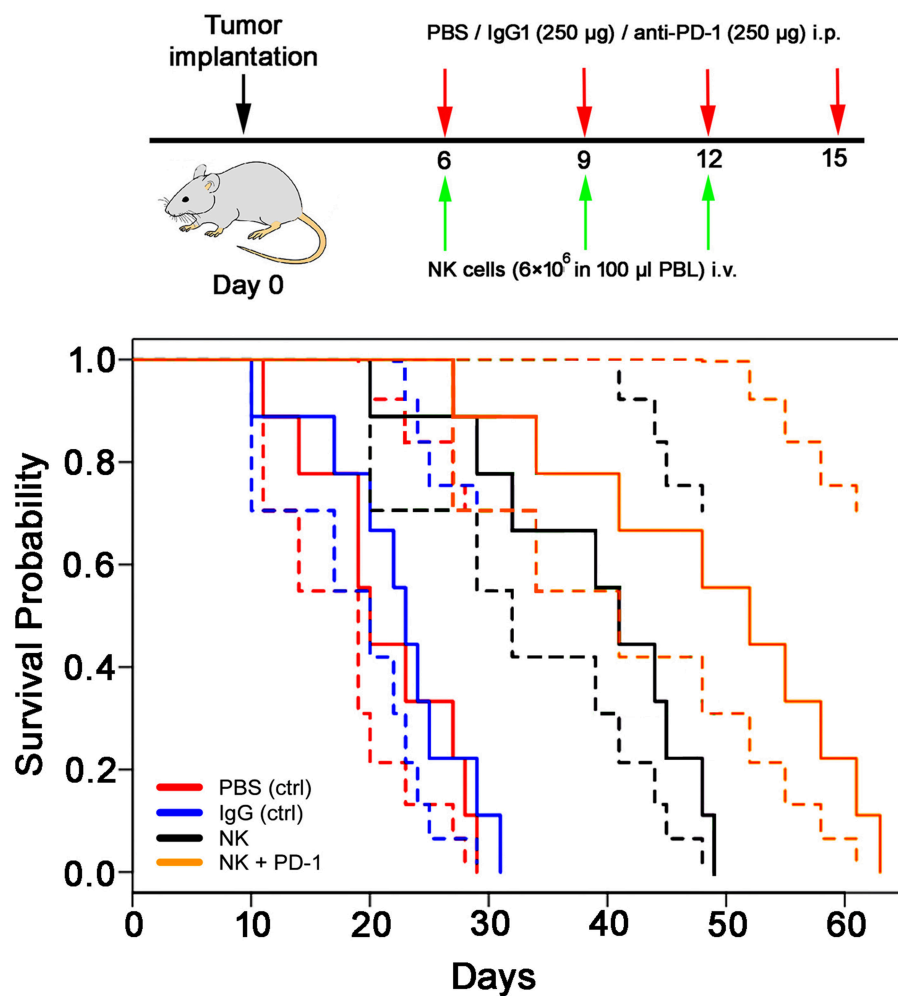 Tumor
implantation
PBS / IgG1 (250 µg) / anti-PD-1 (250 µg) i.p.
6 9 12 15
Day 0
NK cells (6×10⁶ in 100 µl PBL) i.v.
Survival Probability
1.0
0.8
0.6
0.4
0.2
0.0
PBS (ctrl)
IgG (ctrl)
NK
NK + PD-1
0 10 20 30 40 50 60
Days